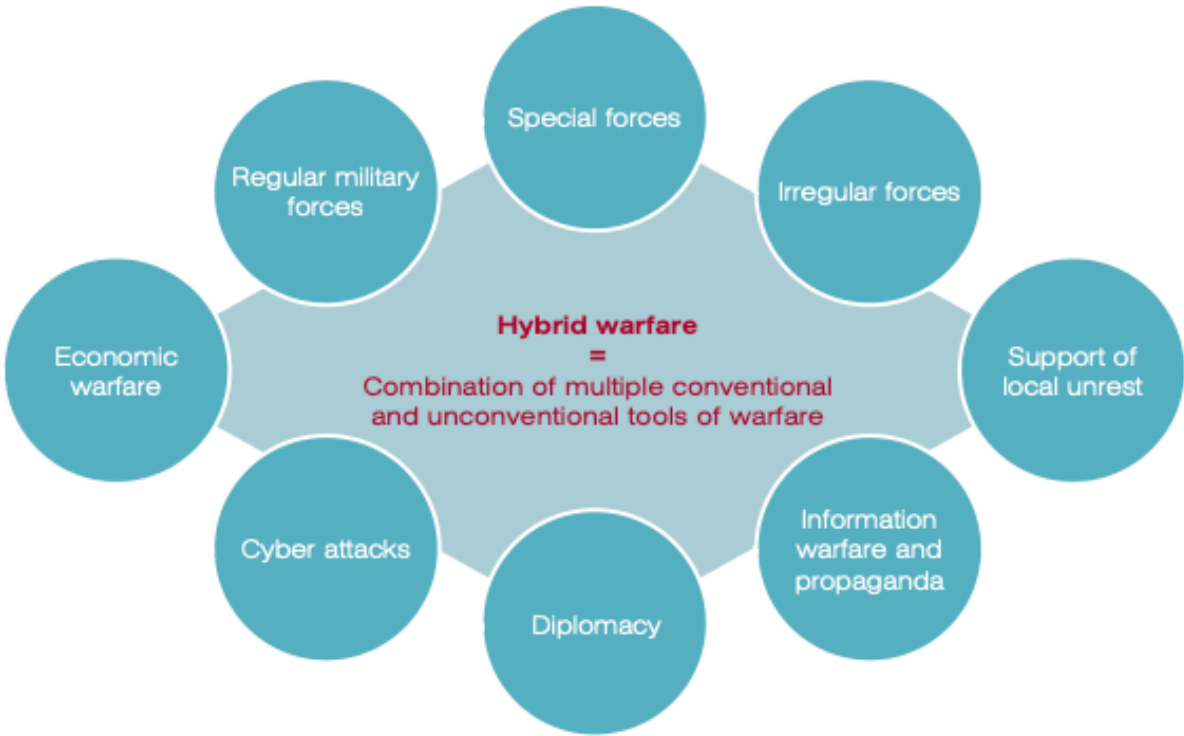 Special forces
Regular military
forces
Irregular forces
Hybrid warfare
=
Combination of multiple conventional
and unconventional tools of warfare
Economic
warfare
Support of
local unrest
Cyber attacks
Information
warfare and
propaganda
Diplomacy